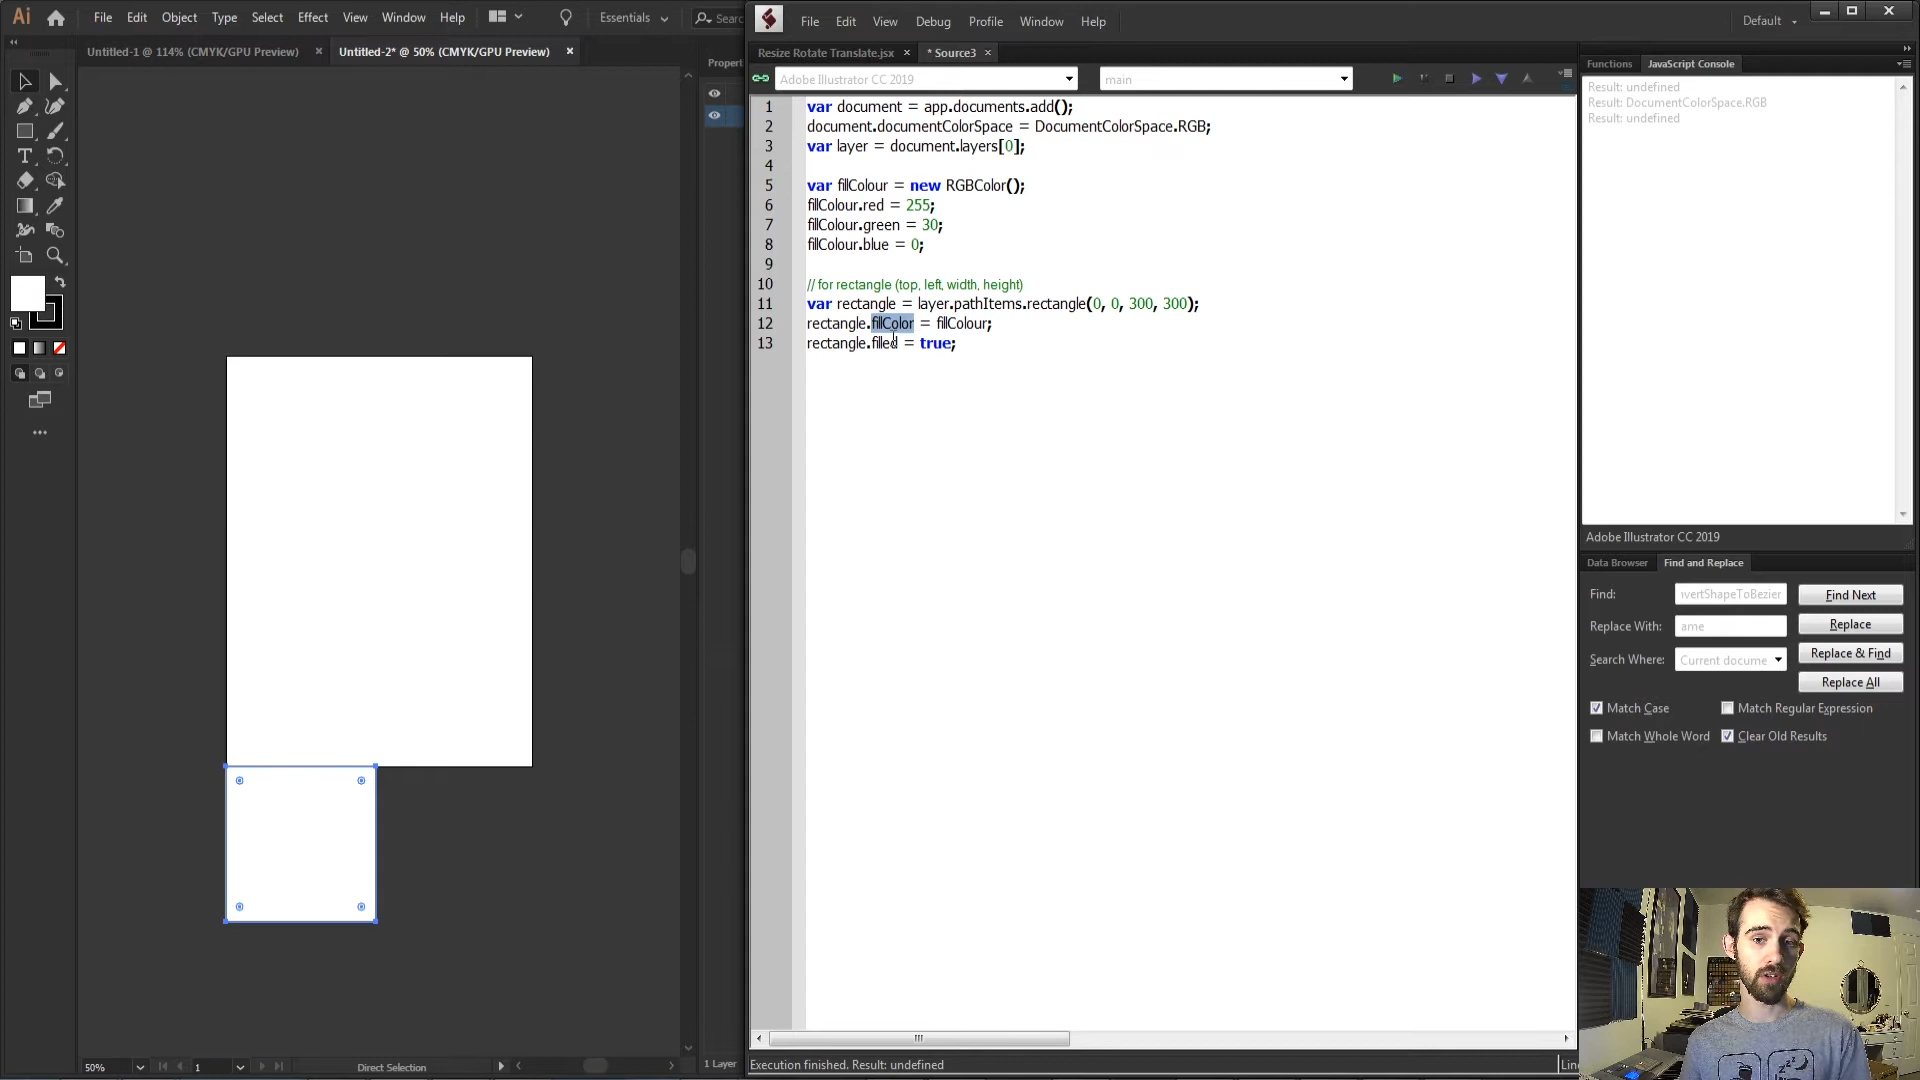 Ai File Edit Object Type Select Effect View Window Help Essentials
Untitled-1 @ 114% (CMYK/GPU Preview) × Untitled-2* @ 50% (CMYK/GPU Preview) ×
Propert
50% 1 Direct Selection
1 Layer
File Edit View Debug Profile Window Help Default
Resize Rotate Translate.jsx × * Source3 ×
Adobe Illustrator CC 2019 main
1 var document = app.documents.add();
2 document.documentColorSpace = DocumentColorSpace.RGB;
3 var layer = document.layers[0];
4
5 var fillColour = new RGBColor();
6 fillColour.red = 255;
7 fillColour.green = 30;
8 fillColour.blue = 0;
9
10 // for rectangle (top, left, width, height)
11 var rectangle = layer.pathItems.rectangle(0, 0, 300, 300);
12 rectangle.fillColor = fillColour;
13 rectangle.filled = true;
Execution finished. Result: undefined
Functions JavaScript Console
Result: undefined
Result: DocumentColorSpace.RGB
Result: undefined
Adobe Illustrator CC 2019
Data Browser Find and Replace
Find: vertShapeToBezier Find Next
Replace With: ame Replace
Search Where: Current docume Replace & Find
Replace All
Match Case Match Regular Expression
Match Whole Word Clear Old Results